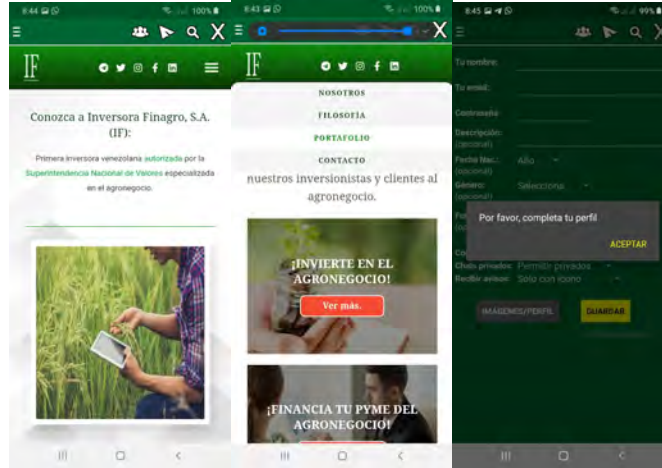 8:44
100%
IF
Conozca a Inversora Finagro, S.A.
(IF):
Primera inversora venezolana autorizada por la
Superintendencia Nacional de Valores especializada
en el agronegocio.
8:43
100%
IF
NOSOTROS
FILOSOFÍA
PORTAFOLIO
CONTACTO
nuestros inversionistas y clientes al
agronegocio.
¡INVIERTE EN EL
AGRONEGOCIO!
Ver más.
¡FINANCIA TU PYME DEL
AGRONEGOCIO!
8:45
99%
Tu nombre:
Tu email:
Contraseña:
Descripción:
(opcional)
Fecha Nac.: Año
(opcional)
Género: Selecciona
(opcional)
Por favor, completa tu perfil
ACEPTAR
Chats privados: Permitir privados
Recibir avisos: Solo con icono
IMÁGENES/PERFIL
GUARDAR